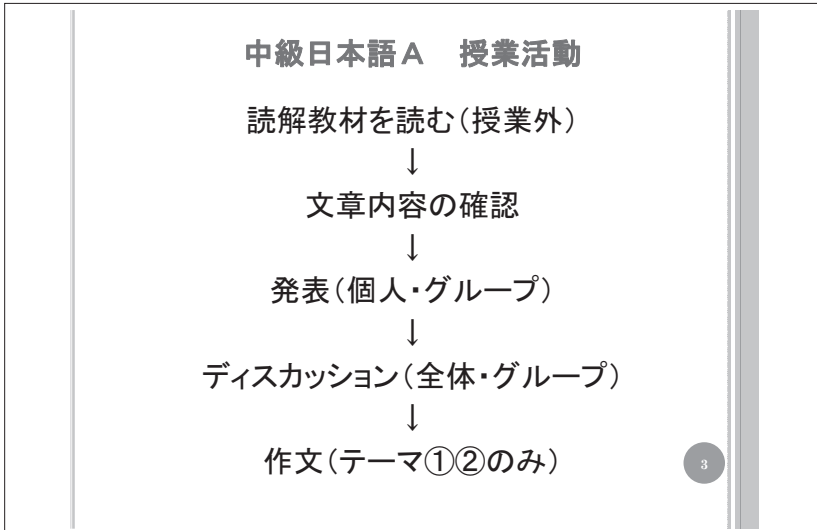 中級日本語A　授業活動
読解教材を読む（授業外）
↓
文章内容の確認
↓
発表（個人・グループ）
↓
ディスカッション（全体・グループ）
↓
作文（テーマ①②のみ）
3